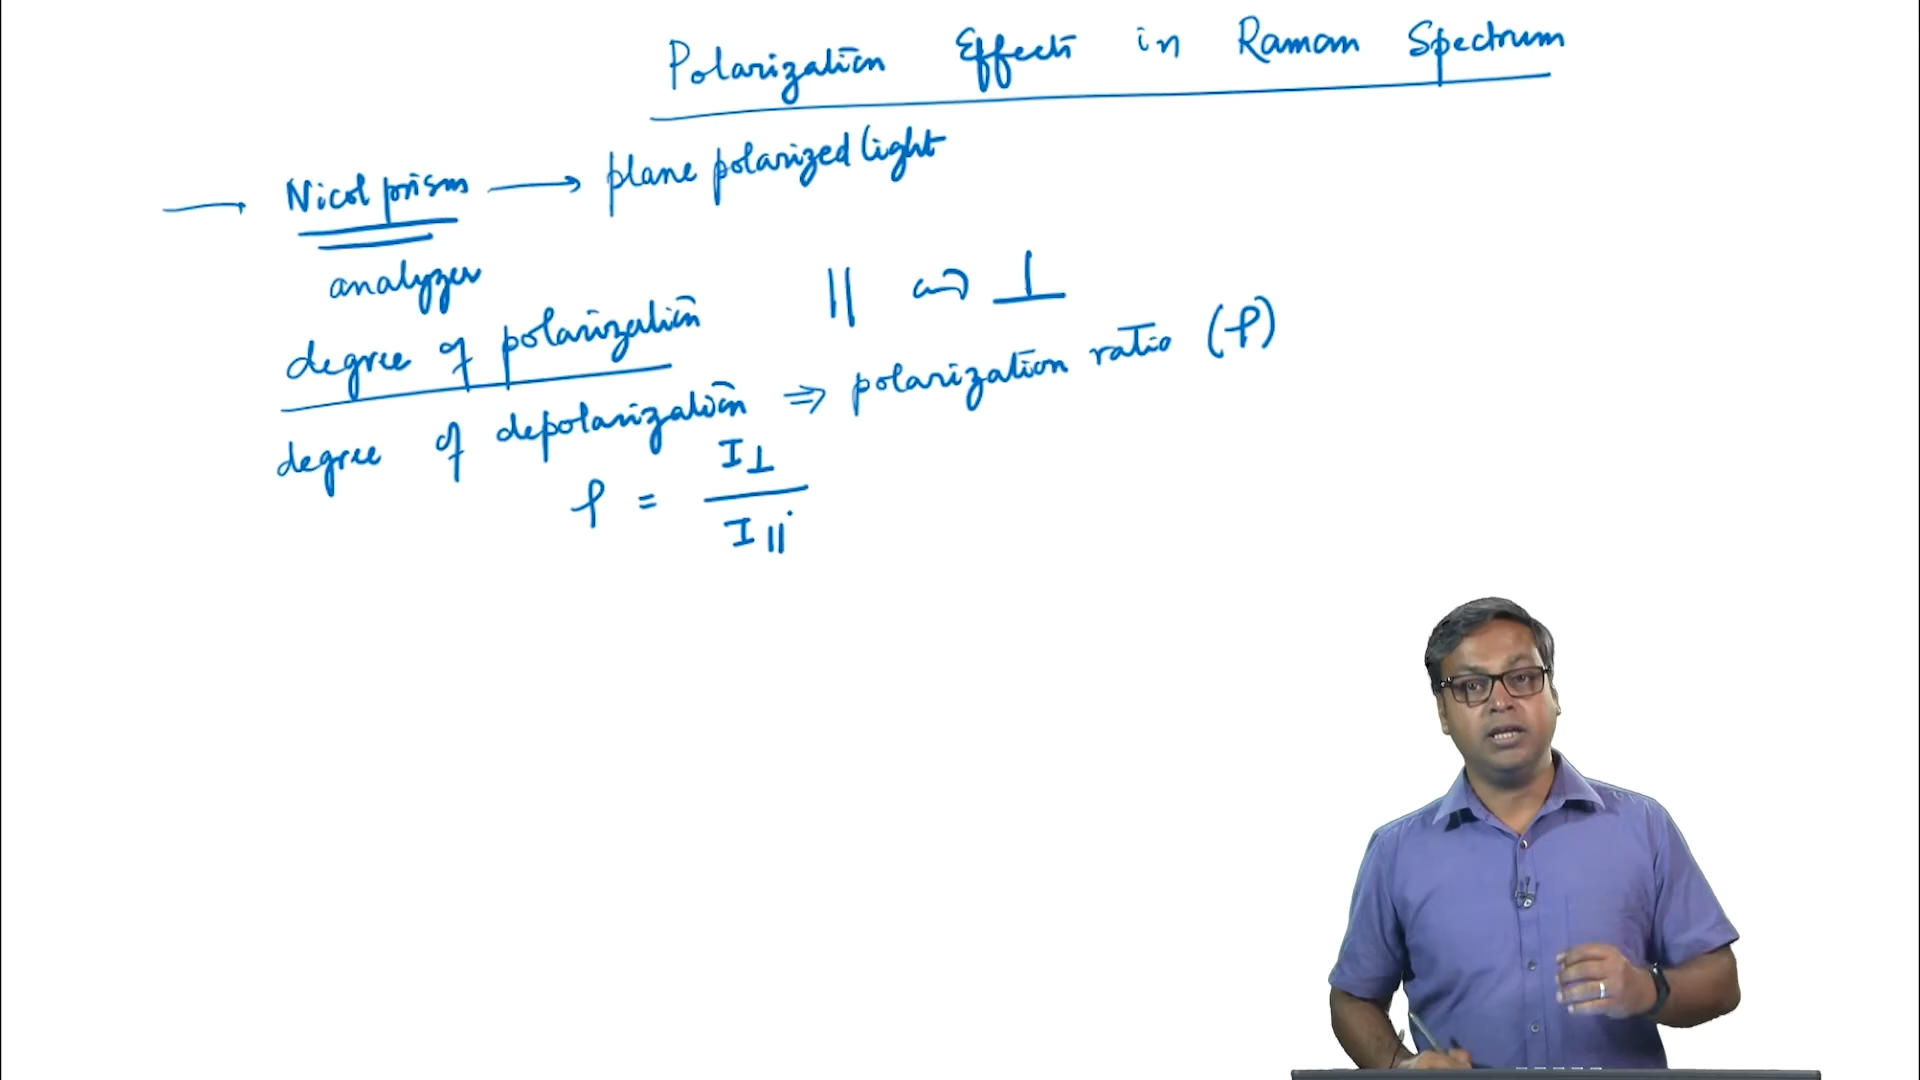 Polarization Effects in Raman Spectrum
→ Nicol prism → plane polarized light
analyzer
degree of polarization || and ⊥
degree of depolarization ⇒ polarization ratio (ρ)
ρ = I⊥ / I||